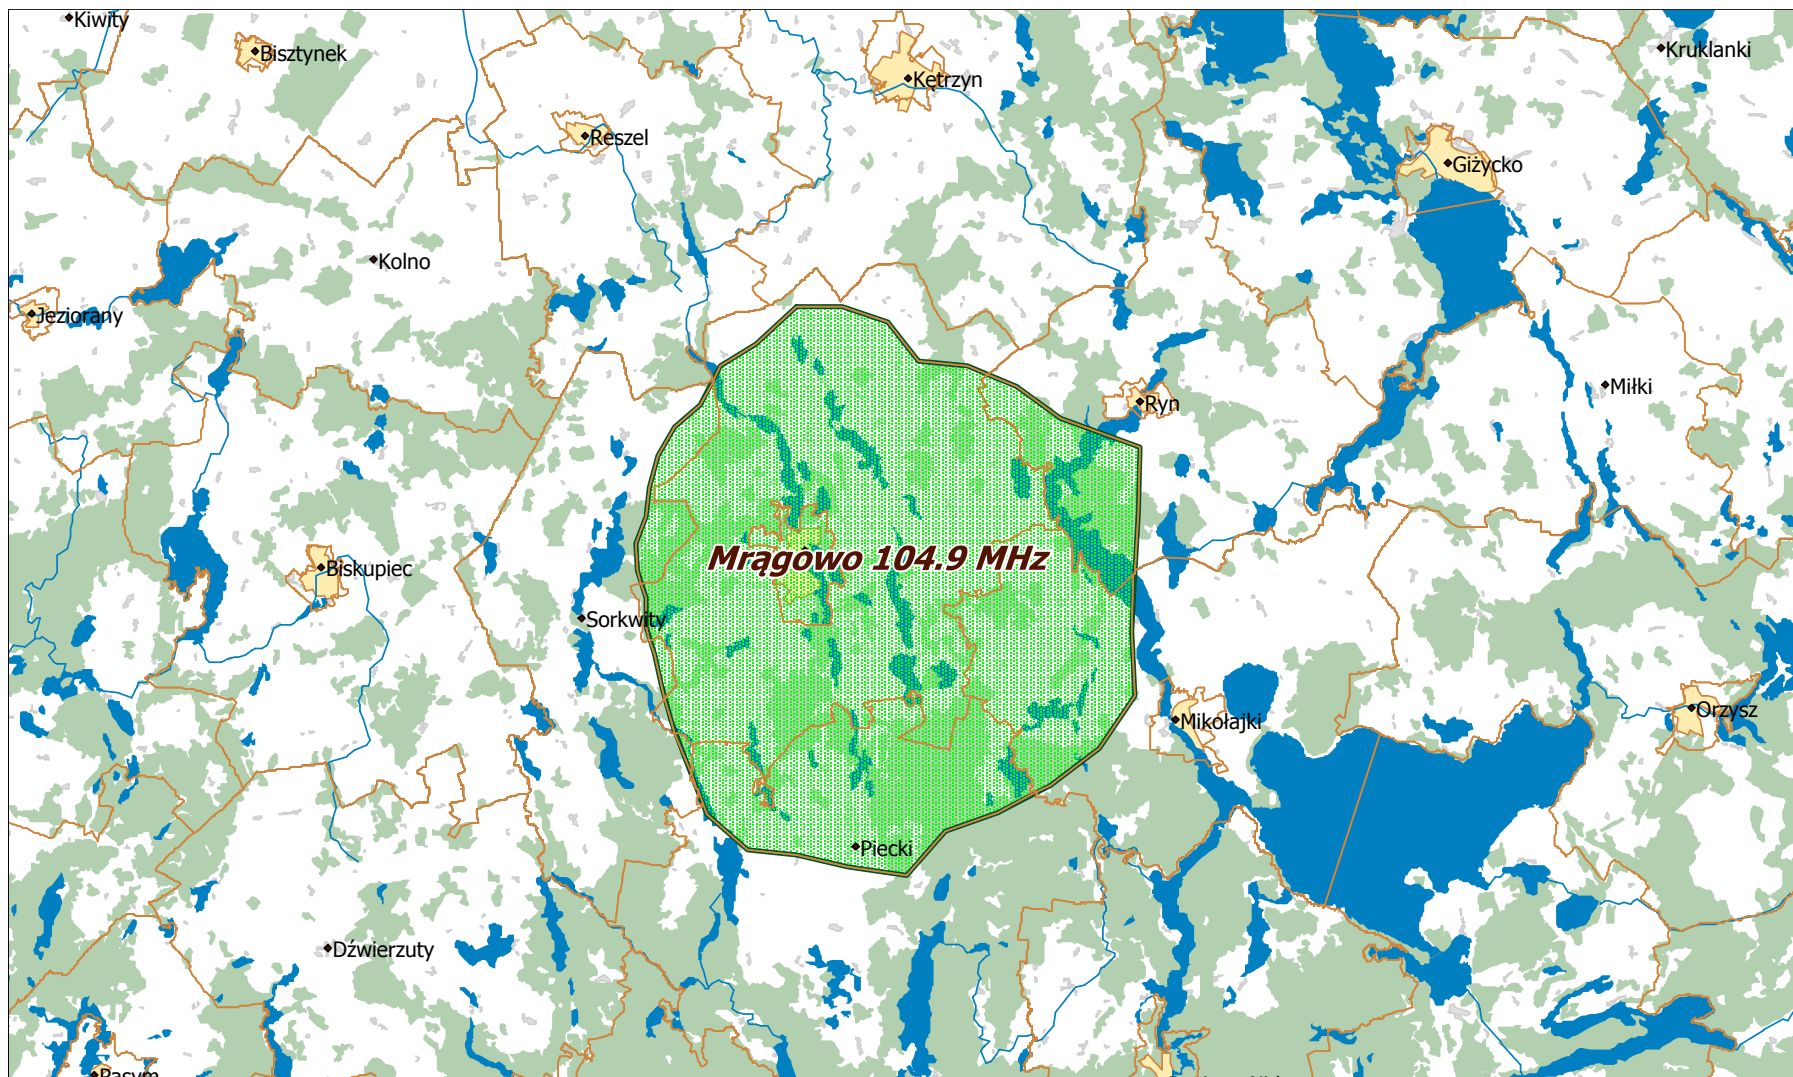 Kiwity
Bisztynek
Kętrzyn
Kruklanki
Reszel
Giżycko
Kolno
Jeziorany
Miłki
Ryn
Mrągowo 104.9 MHz
Biskupiec
Sorkwity
Orzysz
Mikołajki
Piecki
Dźwierzuty
Pasym